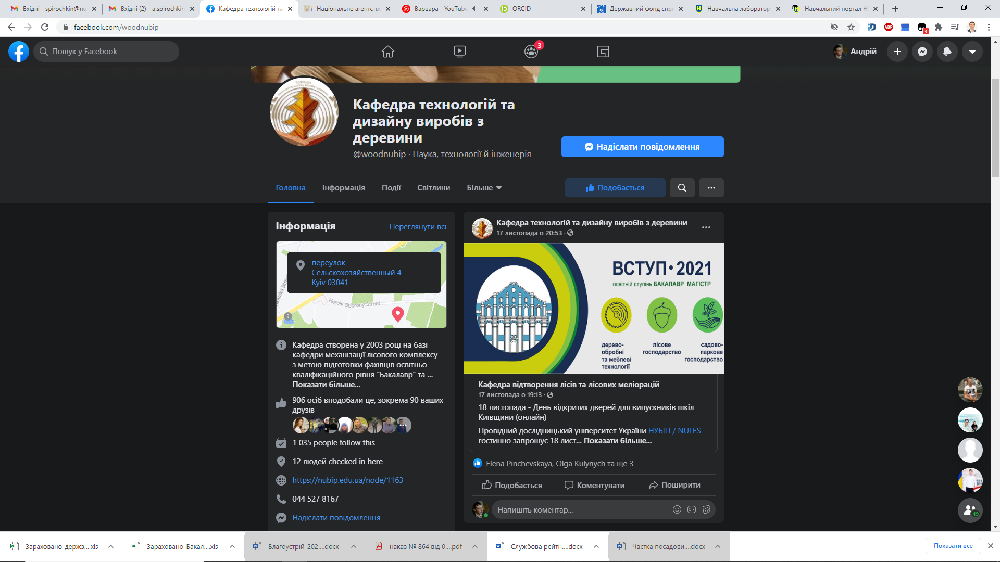 Вхідні - spirochkin@nu
Вхідні (2) - a.spirochkin
Кафедра технологій та
Національне агентство
Варвара - YouTube
ORCID
Державний фонд спри
Навчальна лаборатор
Навчальний портал Н
facebook.com/woodnubip
ABP
3
Пошук у Facebook
3
Андрій
Кафедра
Кафедра технологій та
дизайну виробів з
деревини
@woodnubip · Наука, технології й інженерія
Надіслати повідомлення
Головна
Інформація
Події
Світлини
Більше
Подобається
Інформація
Переглянути всі
переулок
Сельскохозяйственный 4
Kyiv 03041
Heroiv Oborony Street
Кафедра створена у 2003 році на базі
кафедри механізації лісового комплексу
з метою підготовки фахівців освітньо-
кваліфікаційного рівня “Бакалавр” та ...
Показати більше...
906 осіб вподобали це, зокрема 90 ваших
друзів
1 035 people follow this
12 людей checked in here
https://nubip.edu.ua/node/1163
044 527 8167
Надіслати повідомлення
Кафедра технологій та дизайну виробів з деревини
17 листопада о 20:53 ·
ВСТУП • 2021
освітній ступінь БАКАЛАВР МАГІСТР
дерево-
обробні
та меблеві
технології
лісове
господарство
садово-
паркове
господарство
Кафедра відтворення лісів та лісових меліорацій
17 листопада о 19:13 ·
18 листопада - День відкритих дверей для випускників шкіл
Київщини (онлайн)
Провідний дослідницький університет України НУБІП / NULES
гостинно запрошує 18 лист... Показати більше...
Elena Pinchevskaya, Olga Kulynych та ще 3
Подобається
Коментувати
Поширити
Напишіть коментар...
GIF
49
Зараховано_держз....xls
Зараховано_Бакал....xls
Благоустрій_202....docx
наказ № 864 від 0....pdf
Службова рейтн....docx
Частка посадови....docx
Показати все